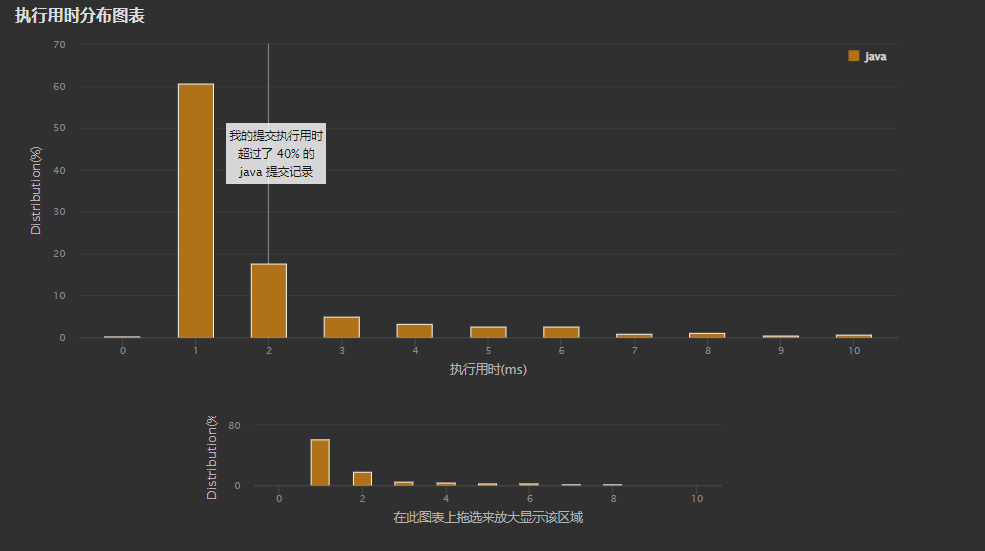 执行用时分布图表
70
java
60
50
40
30
20
10
0
Distribution(%)
我的提交执行用时
超过了 40% 的
java 提交记录
0 1 2 3 4 5 6 7 8 9 10
执行用时(ms)
80
0
Distribution(%
0 2 4 6 8 10
在此图表上拖选来放大显示该区域